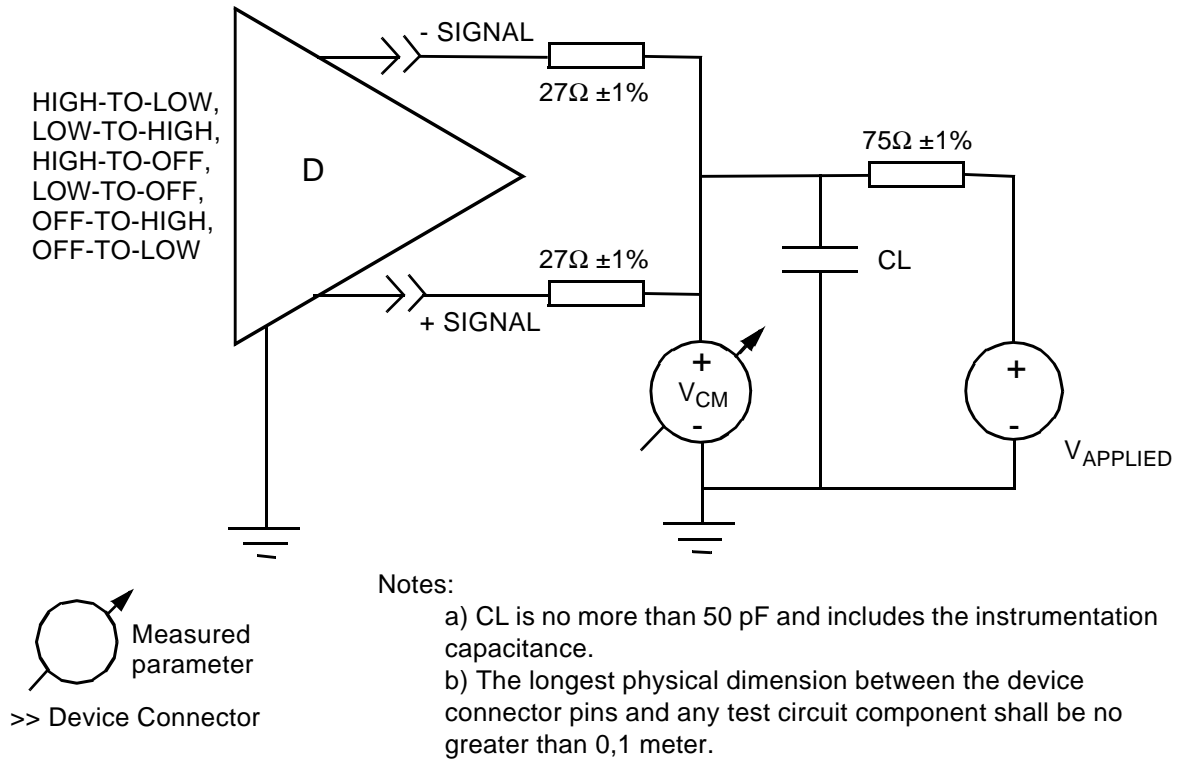 - SIGNAL
27Ω ±1%
HIGH-TO-LOW,
LOW-TO-HIGH,
HIGH-TO-OFF,
LOW-TO-OFF,
OFF-TO-HIGH,
OFF-TO-LOW
D
75Ω ±1%
27Ω ±1%
CL
+ SIGNAL
+
VCM
-
+
-
VAPPLIED
Notes:
a) CL is no more than 50 pF and includes the instrumentation
capacitance.
b) The longest physical dimension between the device
connector pins and any test circuit component shall be no
greater than 0,1 meter.
Measured
parameter
>> Device Connector